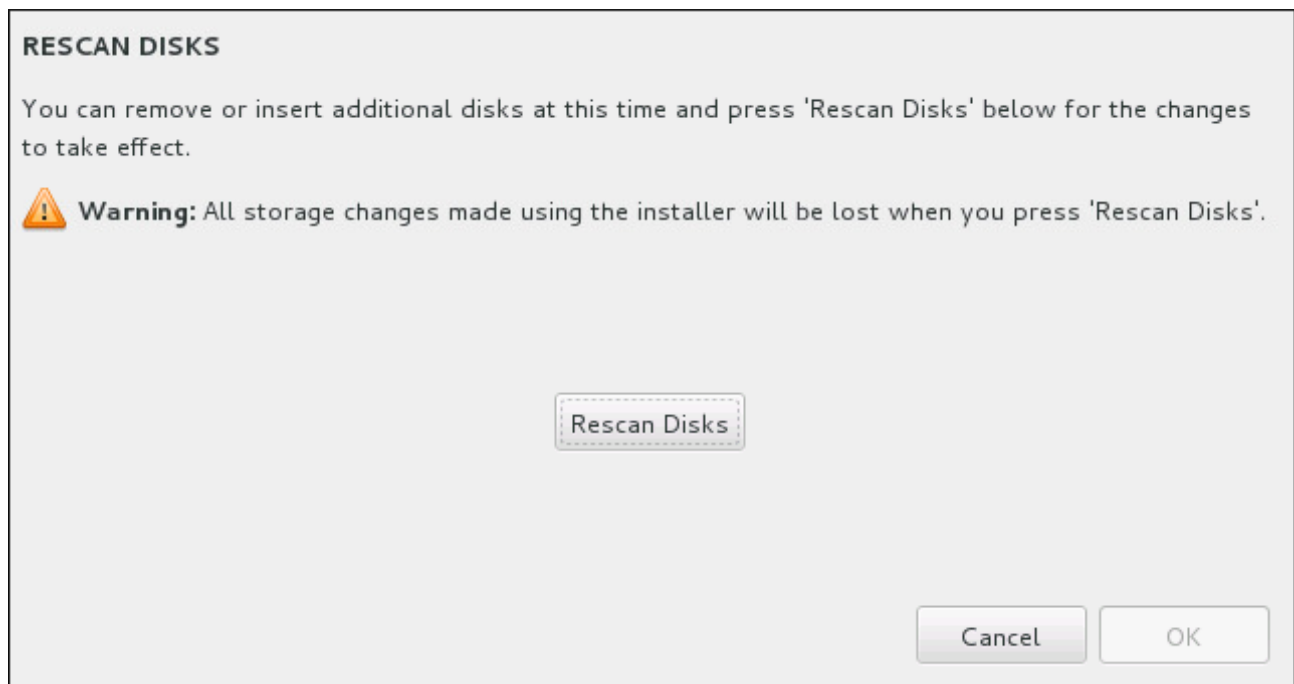 RESCAN DISKS
You can remove or insert additional disks at this time and press 'Rescan Disks' below for the changes
to take effect.
Warning: All storage changes made using the installer will be lost when you press 'Rescan Disks'.
Rescan Disks
Cancel
OK